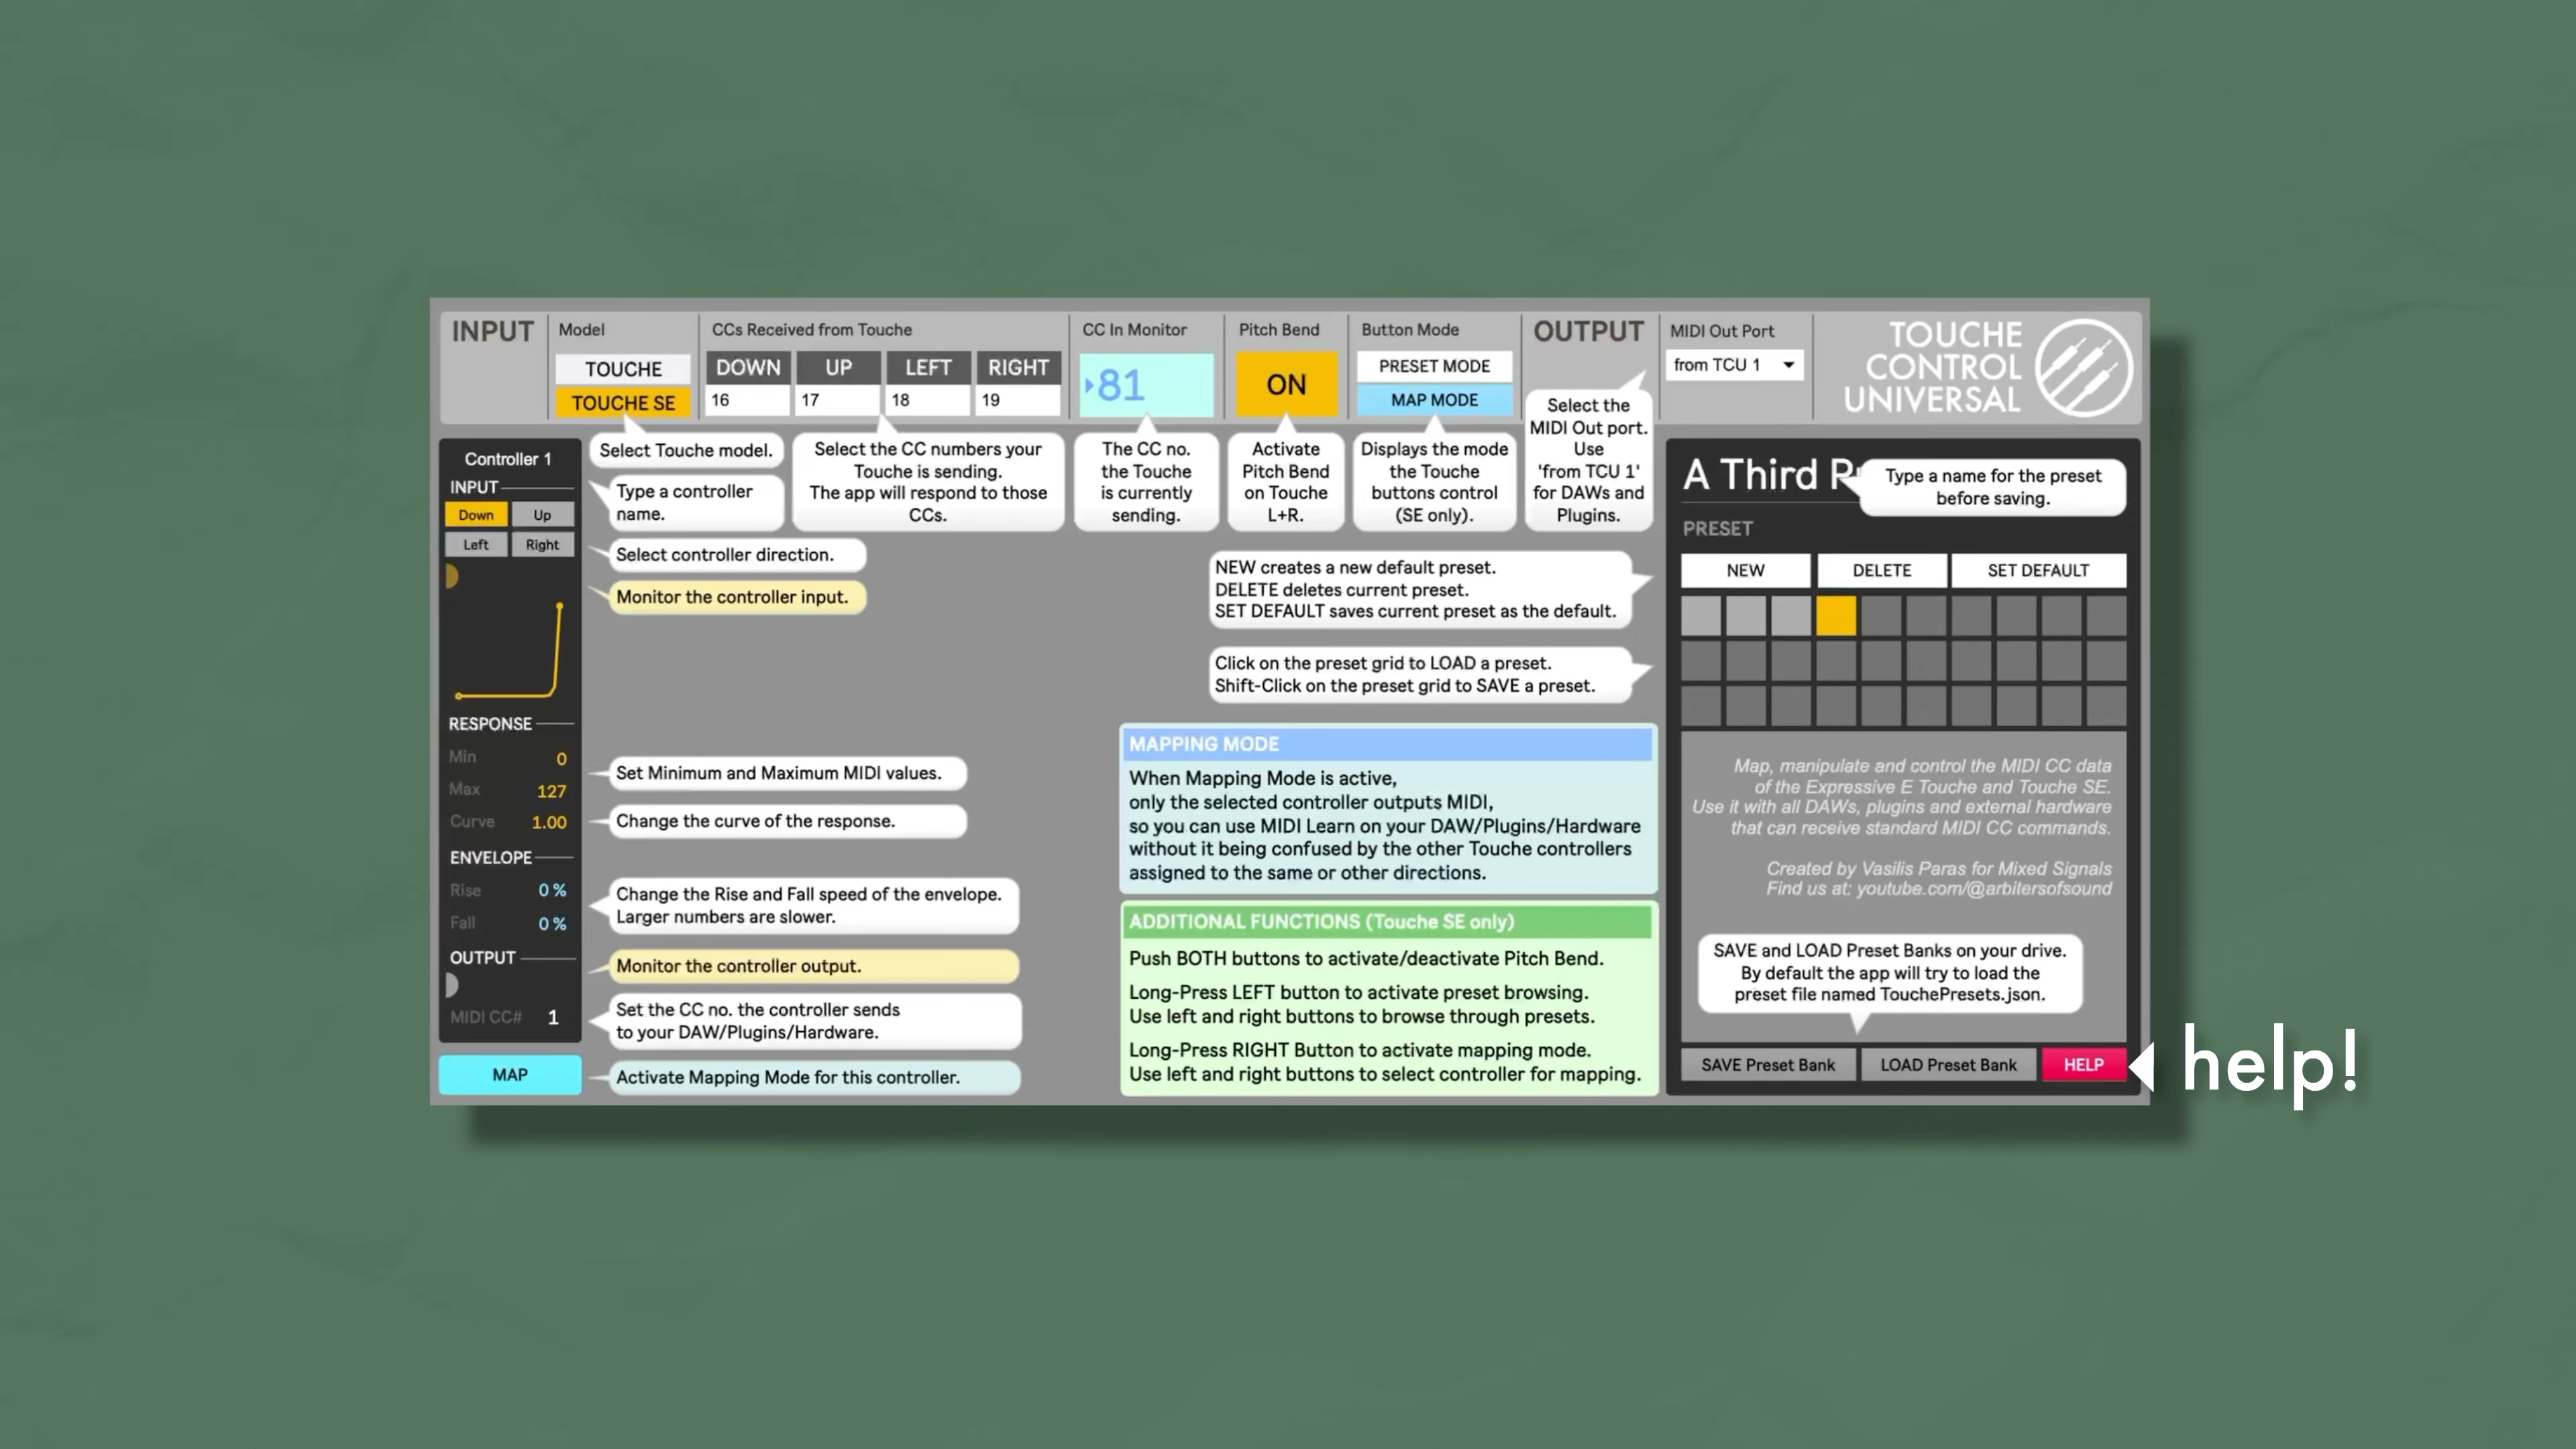 INPUT
Model
TOUCHE
TOUCHE SE
CCs Received from Touche
DOWN UP LEFT RIGHT
16 17 18 19
CC In Monitor
81
Pitch Bend
ON
Button Mode
PRESET MODE
MAP MODE
OUTPUT
MIDI Out Port
from TCU 1
TOUCHE
CONTROL
UNIVERSAL
Select Touche model.
Select the CC numbers your
Touche is sending.
The app will respond to those
CCs.
The CC no.
the Touche
is currently
sending.
Activate
Pitch Bend
on Touche
L+R.
Displays the mode
the Touche
buttons control
(SE only).
Select the
MIDI Out port.
Use
'from TCU 1'
for DAWs and
Plugins.
Controller 1
INPUT
Down Up
Left Right
Type a controller
name.
Select controller direction.
Monitor the controller input.
RESPONSE
Min 0
Max 127
Curve 1.00
Set Minimum and Maximum MIDI values.
Change the curve of the response.
ENVELOPE
Rise 0 %
Fall 0 %
Change the Rise and Fall speed of the envelope.
Larger numbers are slower.
OUTPUT
Monitor the controller output.
MIDI CC# 1
Set the CC no. the controller sends
to your DAW/Plugins/Hardware.
MAP
Activate Mapping Mode for this controller.
NEW creates a new default preset.
DELETE deletes current preset.
SET DEFAULT saves current preset as the default.
Click on the preset grid to LOAD a preset.
Shift-Click on the preset grid to SAVE a preset.
MAPPING MODE
When Mapping Mode is active,
only the selected controller outputs MIDI,
so you can use MIDI Learn on your DAW/Plugins/Hardware
without it being confused by the other Touche controllers
assigned to the same or other directions.
ADDITIONAL FUNCTIONS (Touche SE only)
Push BOTH buttons to activate/deactivate Pitch Bend.
Long-Press LEFT button to activate preset browsing.
Use left and right buttons to browse through presets.
Long-Press RIGHT Button to activate mapping mode.
Use left and right buttons to select controller for mapping.
A Third
Type a name for the preset
before saving.
PRESET
NEW DELETE SET DEFAULT
Map, manipulate and control the MIDI CC data
of the Expressive E Touche and Touche SE.
Use it with all DAWs, plugins and external hardware
that can receive standard MIDI CC commands.
Created by Vasilis Paras for Mixed Signals
Find us at: youtube.com/@arbitersofsound
SAVE and LOAD Preset Banks on your drive.
By default the app will try to load the
preset file named TouchePresets.json.
SAVE Preset Bank LOAD Preset Bank HELP
help!